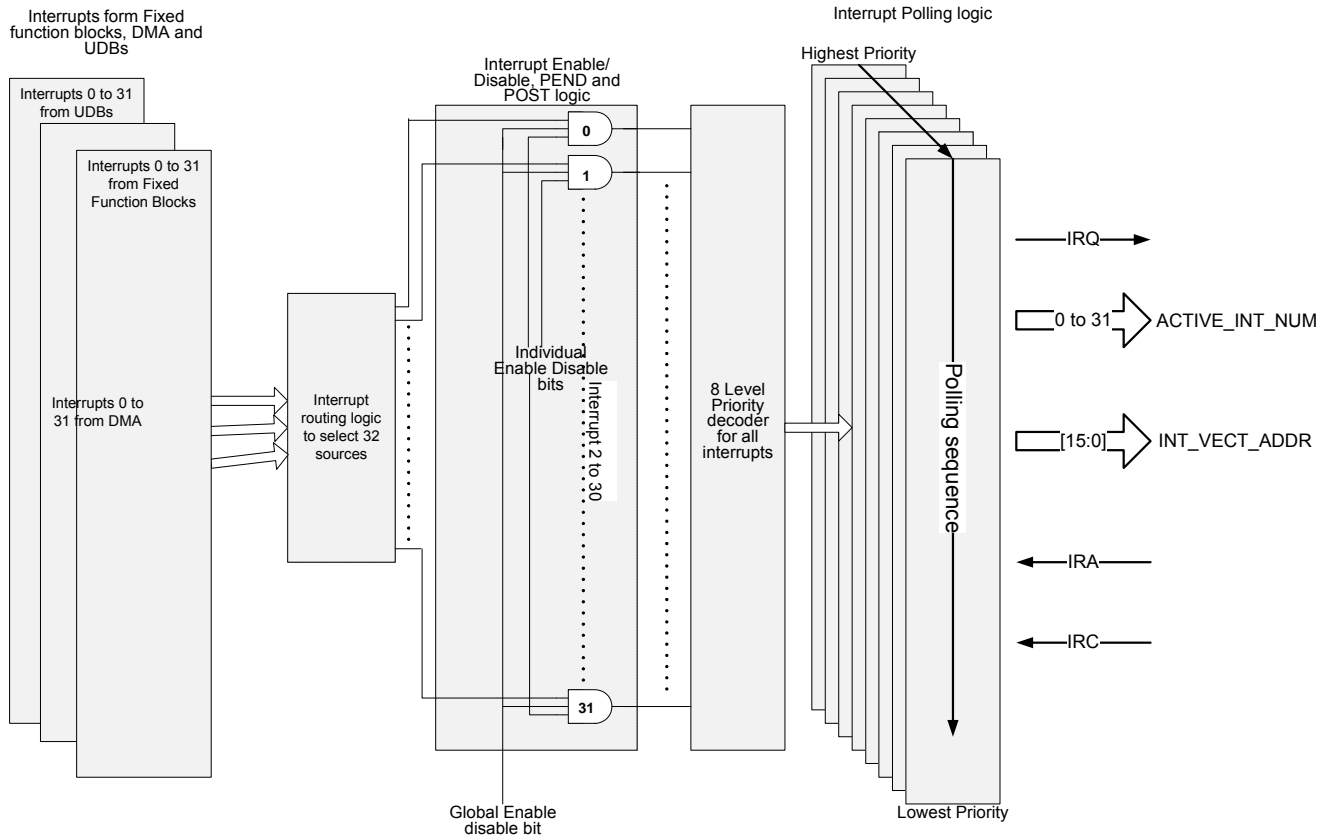 Interrupts form Fixed
function blocks, DMA and
UDBs
Interrupts 0 to 31
from UDBs
Interrupts 0 to 31
from Fixed
Function Blocks
Interrupts 0 to
31 from DMA
Interrupt
routing logic
to select 32
sources
Interrupt Enable/
Disable, PEND and
POST logic
0
1
Individual
Enable Disable
bits
Interrupt 2 to 30
31
Global Enable
disable bit
8 Level
Priority
decoder
for all
interrupts
Interrupt Polling logic
Highest Priority
Polling sequence
Lowest Priority
IRQ
0 to 31
ACTIVE_INT_NUM
[15:0]
INT_VECT_ADDR
IRA
IRC